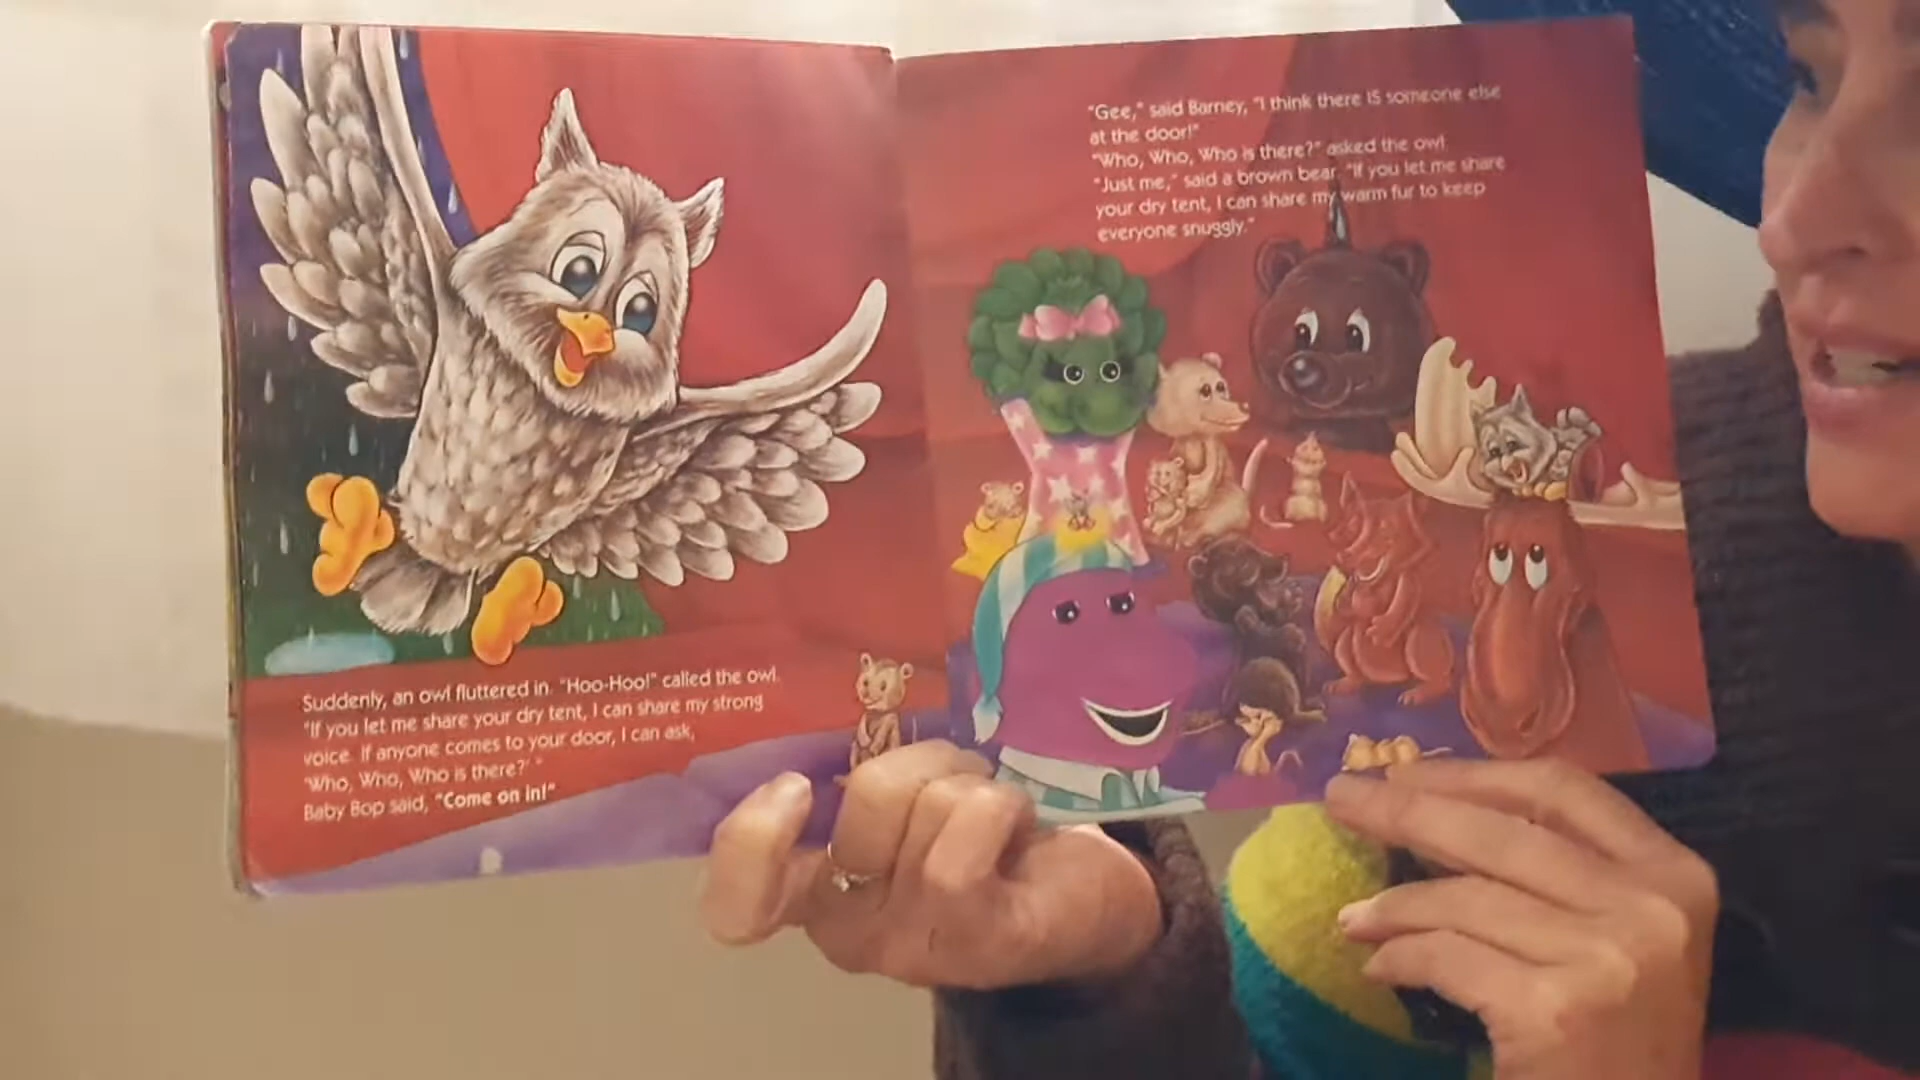 Suddenly, an owl fluttered in. "Hoo-Hoo!" called the owl.
"If you let me share your dry tent, I can share my strong
voice. If anyone comes to your door, I can ask,
'Who, Who, Who is there?' "
Baby Bop said, "Come on in!"
"Gee," said Barney, "I think there IS someone else
at the door!"
"Who, Who, Who is there?" asked the owl.
"Just me," said a brown bear. "If you let me share
your dry tent, I can share my warm fur to keep
everyone snuggly."